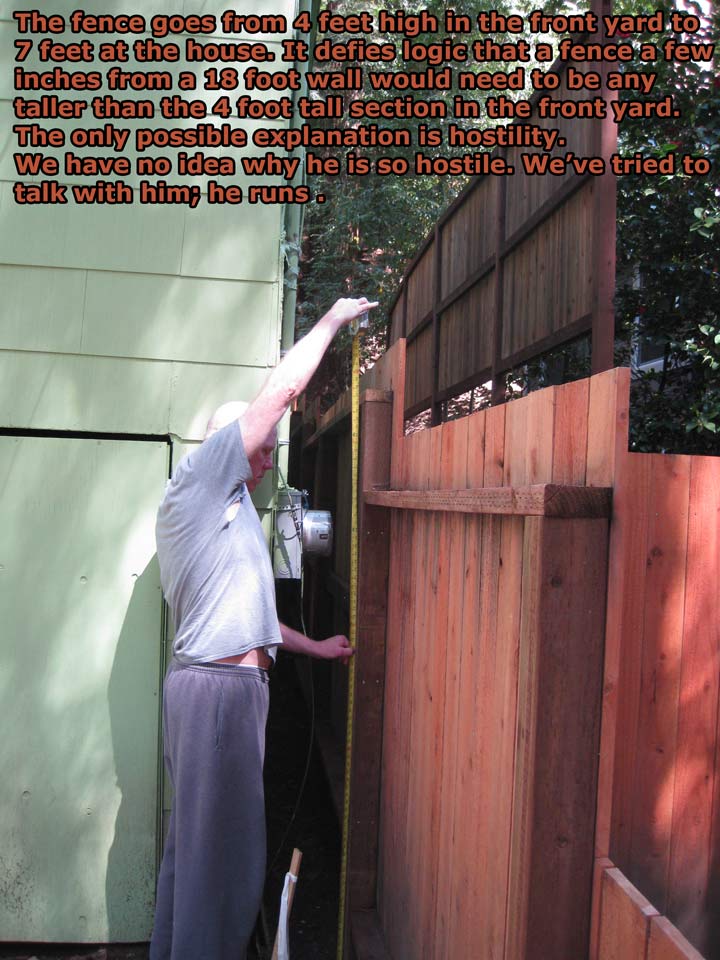 The fence goes from 4 feet high in the front yard to
7 feet at the house. It defies logic that a fence a few
inches from a 18 foot wall would need to be any
taller than the 4 foot tall section in the front yard.
The only possible explanation is hostility.
We have no idea why he is so hostile. We’ve tried to
talk with him; he runs .